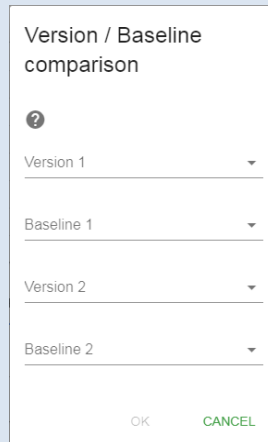 Version / Baseline
comparison
?
Version 1
Baseline 1
Version 2
Baseline 2
OK CANCEL